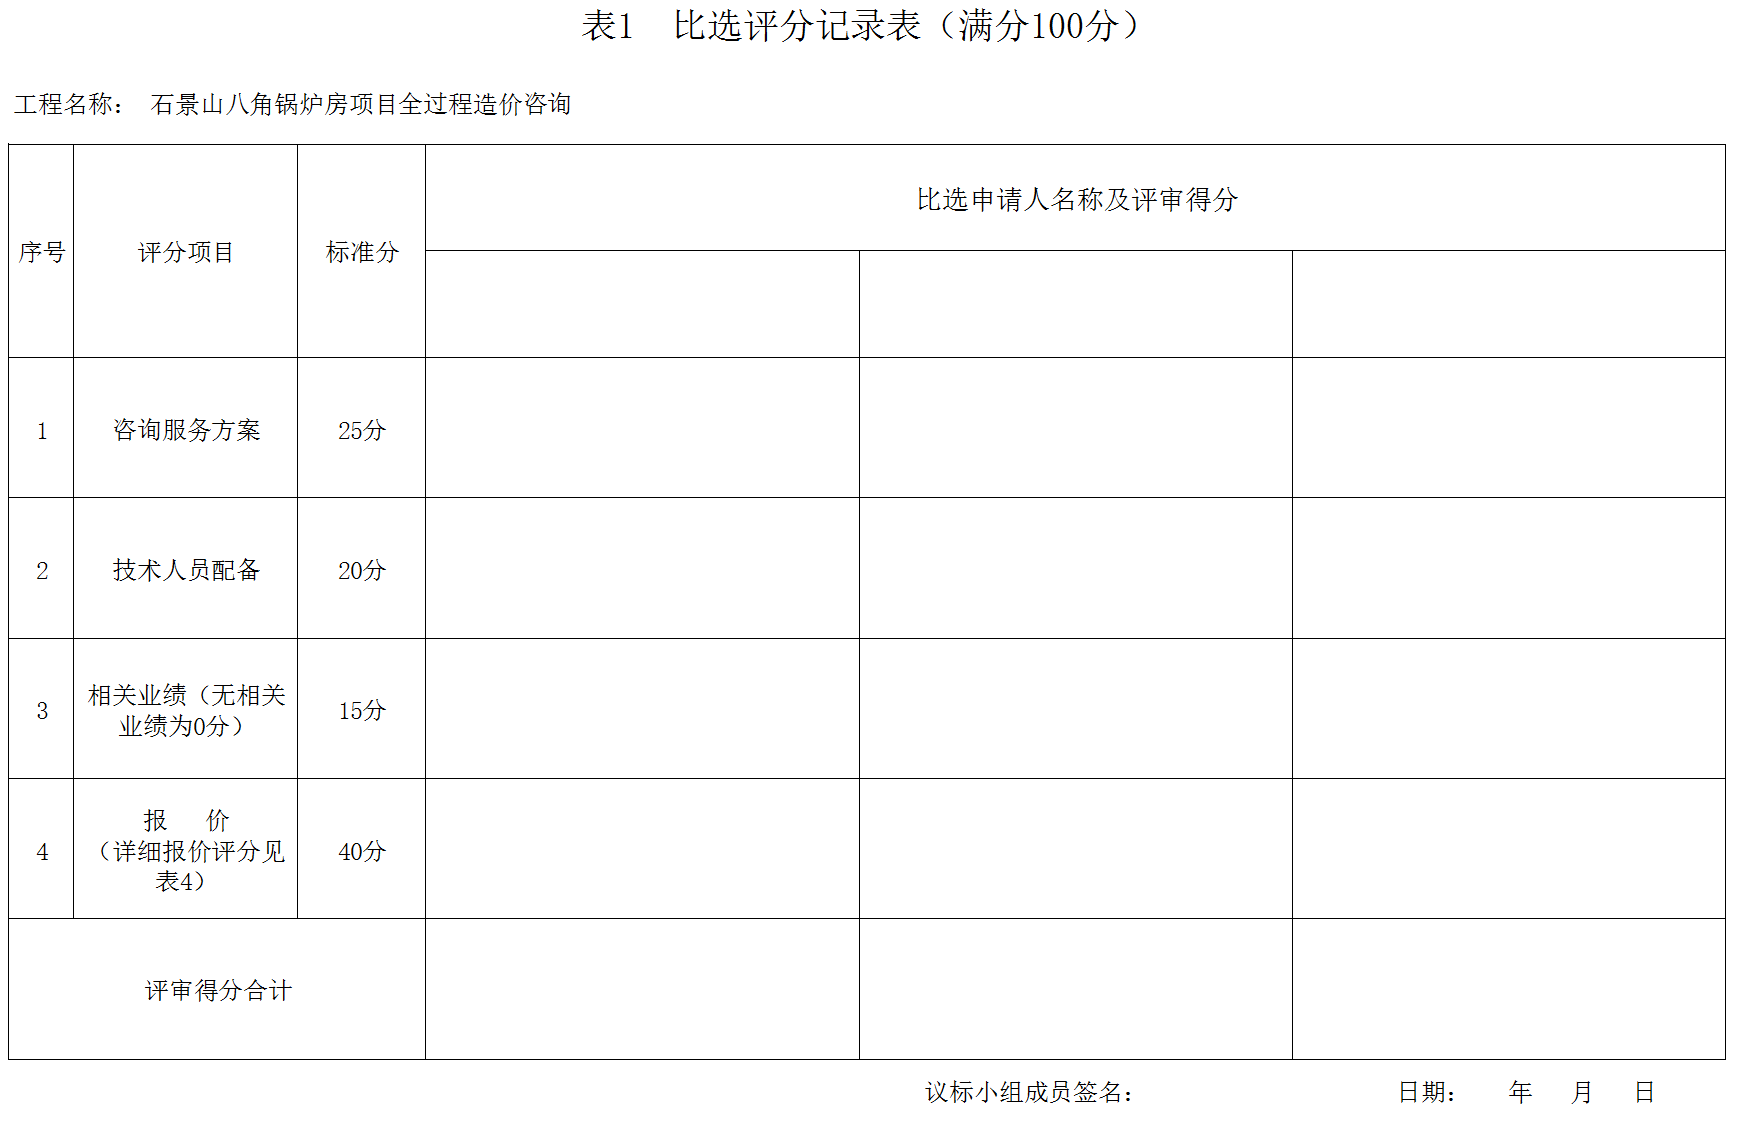 表1 比选评分记录表（满分100分）
工程名称： 石景山八角锅炉房项目全过程造价咨询
序号 评分项目 标准分 比选申请人名称及评审得分
1 咨询服务方案 25分
2 技术人员配备 20分
3 相关业绩（无相关
业绩为0分） 15分
报 价
4 （详细报价评分见 40分
表4）
评审得分合计
议标小组成员签名： 日期： 年 月 日